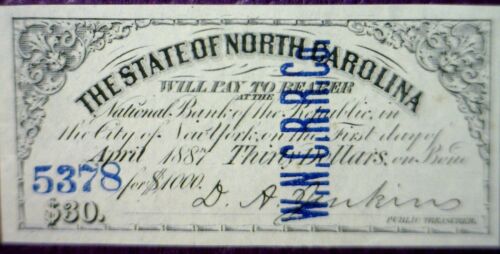 THE STATE OF NORTH CAROLINA
WILL PAY TO BEARER
AT THE
National Bank of the Republic, in
the City of New York, on the First day of
April 1887 Thirty Dollars, on Bond
5378 for $1000.
D. A. Jenkins
$30.
PUBLIC TREASURER.
W.N.C.R.R.Co.